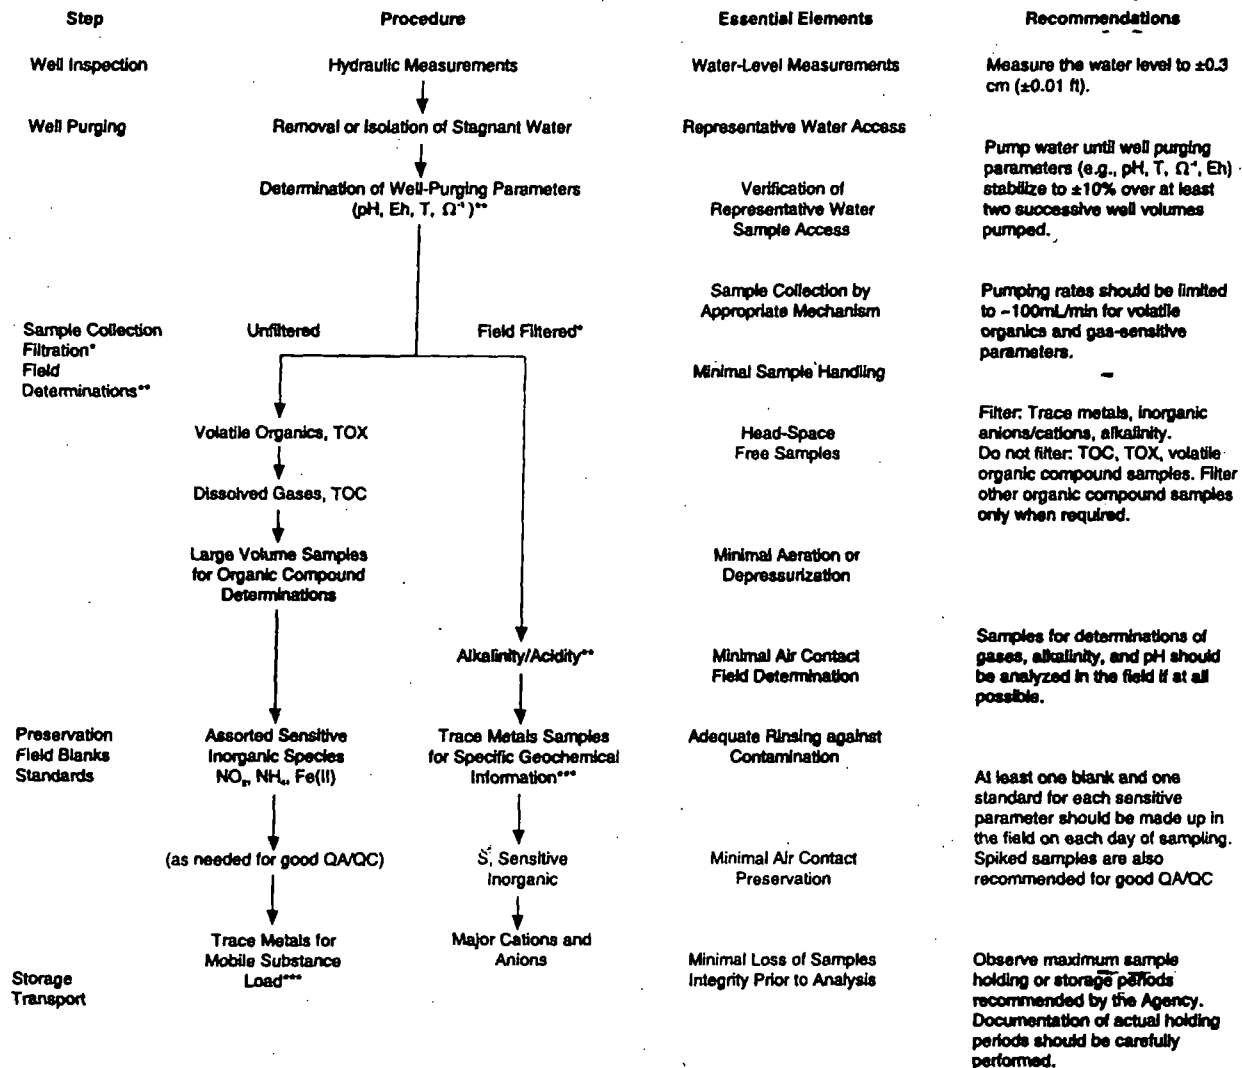 Step
Procedure
Essential Elements
Recommendations
Well Inspection
Hydraulic Measurements
Water-Level Measurements
Measure the water level to ±0.3
cm (±0.01 ft).
Well Purging
Removal or Isolation of Stagnant Water
Representative Water Access
Determination of Well-Purging Parameters
(pH, Eh, T, Ω⁻¹)**
Verification of
Representative Water
Sample Access
Pump water until well purging
parameters (e.g., pH, T, Ω⁻¹, Eh)
stabilize to ±10% over at least
two successive well volumes
pumped.
Sample Collection
Filtration*
Field
Determinations**
Unfiltered
Field Filtered*
Sample Collection by
Appropriate Mechanism
Minimal Sample Handling
Pumping rates should be limited
to ~100mL/min for volatile
organics and gas-sensitive
parameters.
Volatile Organics, TOX
Head-Space
Free Samples
Filter: Trace metals, inorganic
anions/cations, alkalinity.
Do not filter: TOC, TOX, volatile
organic compound samples. Filter
other organic compound samples
only when required.
Dissolved Gases, TOC
Large Volume Samples
for Organic Compound
Determinations
Minimal Aeration or
Depressurization
Alkalinity/Acidity**
Minimal Air Contact
Field Determination
Samples for determinations of
gases, alkalinity, and pH should
be analyzed in the field if at all
possible.
Preservation
Field Blanks
Standards
Assorted Sensitive
Inorganic Species
NO₂, NH₄, Fe(II)
Trace Metals Samples
for Specific Geochemical
Information***
Adequate Rinsing against
Contamination
At least one blank and one
standard for each sensitive
parameter should be made up in
the field on each day of sampling.
Spiked samples are also
recommended for good QA/QC
(as needed for good QA/QC)
S, Sensitive
Inorganic
Minimal Air Contact
Preservation
Trace Metals for
Mobile Substance
Load***
Major Cations and
Anions
Storage
Transport
Minimal Loss of Samples
Integrity Prior to Analysis
Observe maximum sample
holding or storage periods
recommended by the Agency.
Documentation of actual holding
periods should be carefully
performed.